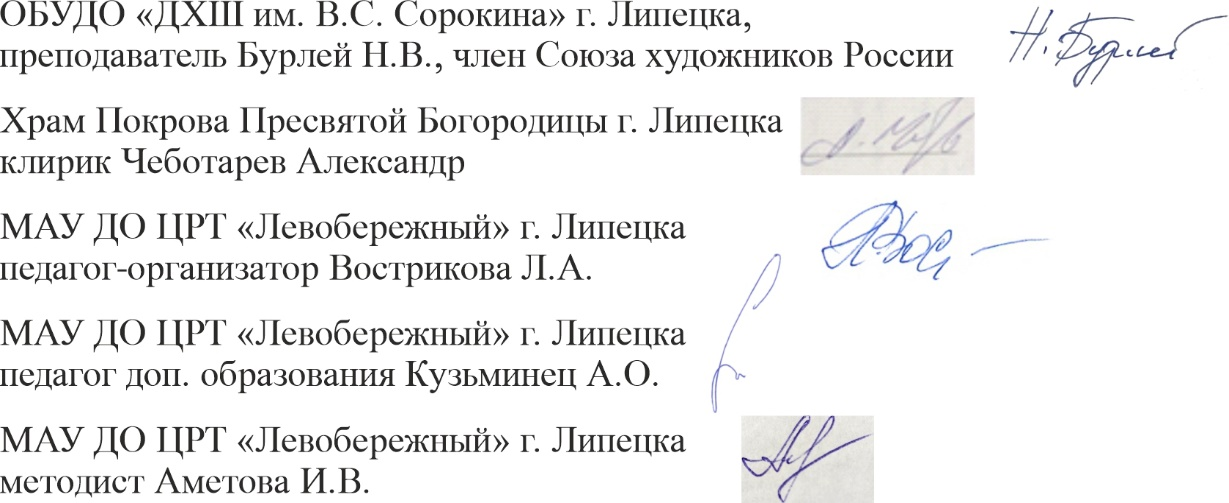 ОБУДО «ДХШ им. В.С. Сорокина» г. Липецка,
преподаватель Бурлей Н.В., член Союза художников России
Н. Бурлей
Храм Покрова Пресвятой Богородицы г. Липецка
клирик Чеботарев Александр
МАУ ДО ЦРТ «Левобережный» г. Липецка
педагог-организатор Вострикова Л.А.
МАУ ДО ЦРТ «Левобережный» г. Липецка
педагог доп. образования Кузьминец А.О.
МАУ ДО ЦРТ «Левобережный» г. Липецка
методист Аметова И.В.